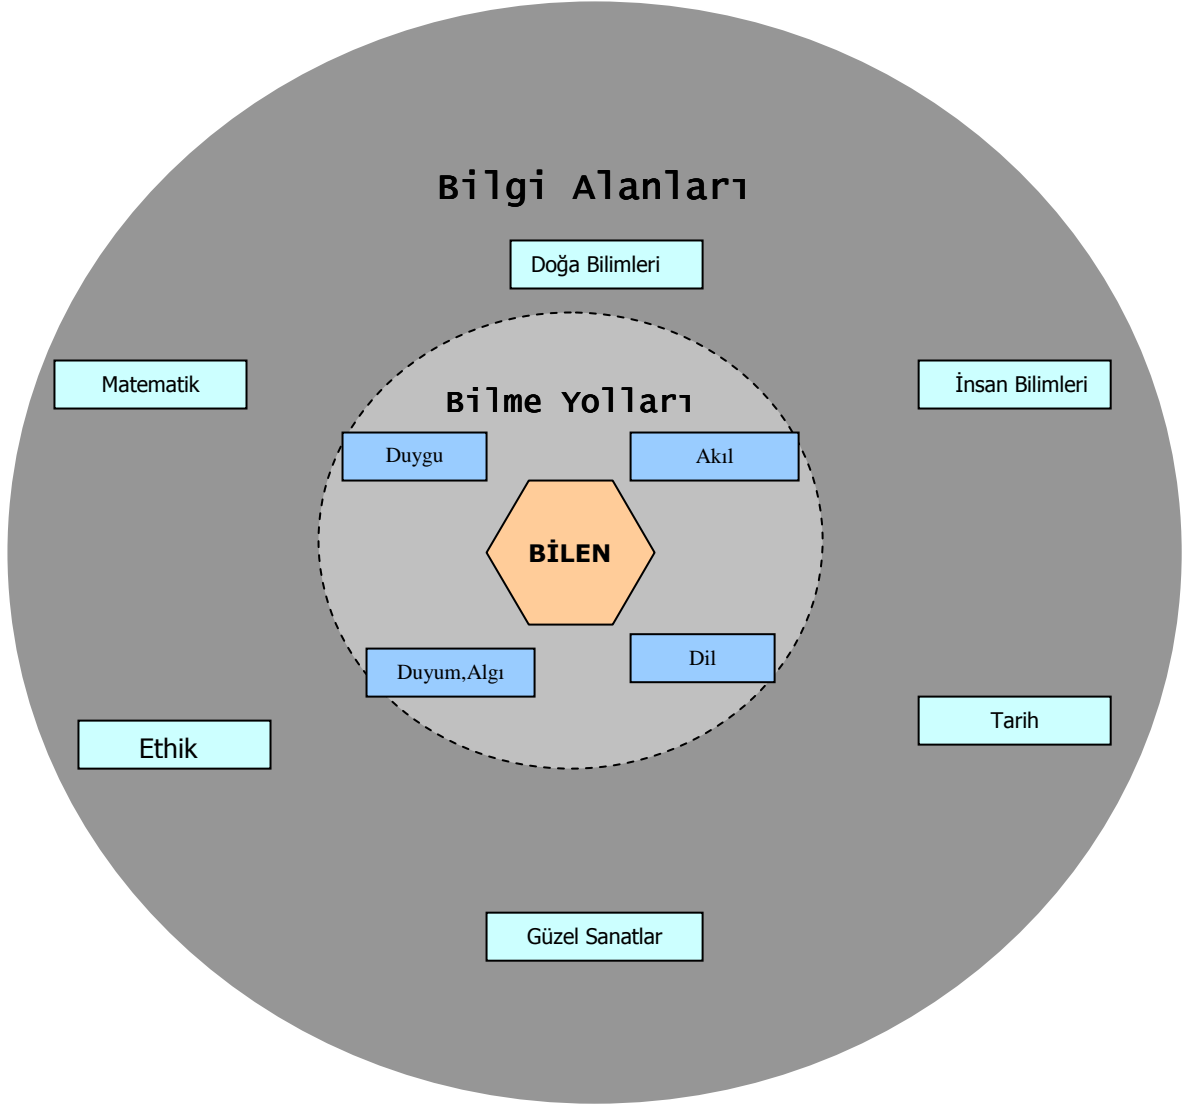 Bilgi Alanları
Doğa Bilimleri
Matematik
İnsan Bilimleri
Bilme Yolları
Duygu
Akıl
BİLEN
Duyum,Algı
Dil
Ethik
Tarih
Güzel Sanatlar